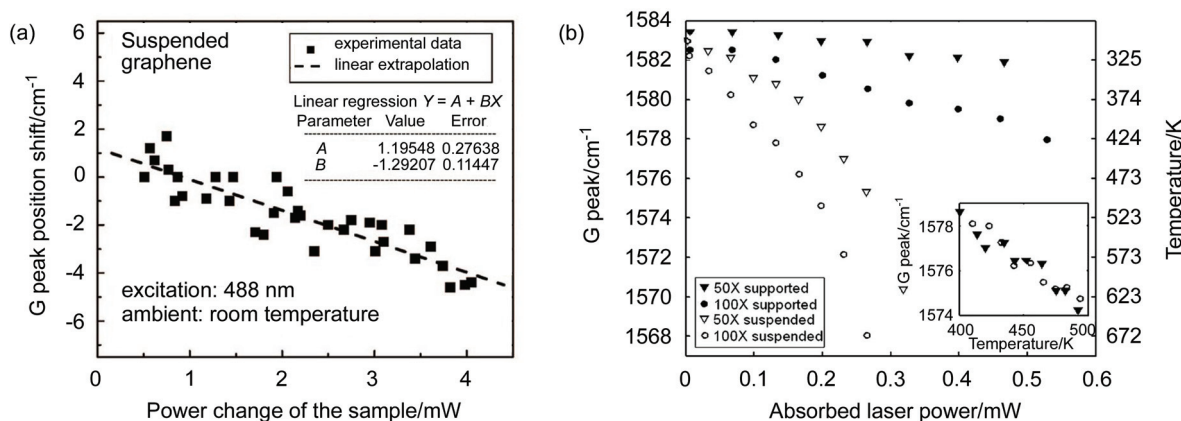 (a)
Suspended
graphene
experimental data
linear extrapolation
Linear regression Y = A + BX
Parameter Value Error
A 1.19548 0.27638
B -1.29207 0.11447
excitation: 488 nm
ambient: room temperature
G peak position shift/cm-1
6
4
2
0
-2
-4
-6
0 1 2 3 4
Power change of the sample/mW
(b)
G peak/cm-1
1584
1582
1580
1578
1576
1574
1572
1570
1568
325
374
424
473
523
573
623
672
Temperature/K
50X supported
100X supported
50X suspended
100X suspended
G peak/cm-1
1578
1576
1574
400 450 500
Temperature/K
0 0.1 0.2 0.3 0.4 0.5 0.6
Absorbed laser power/mW